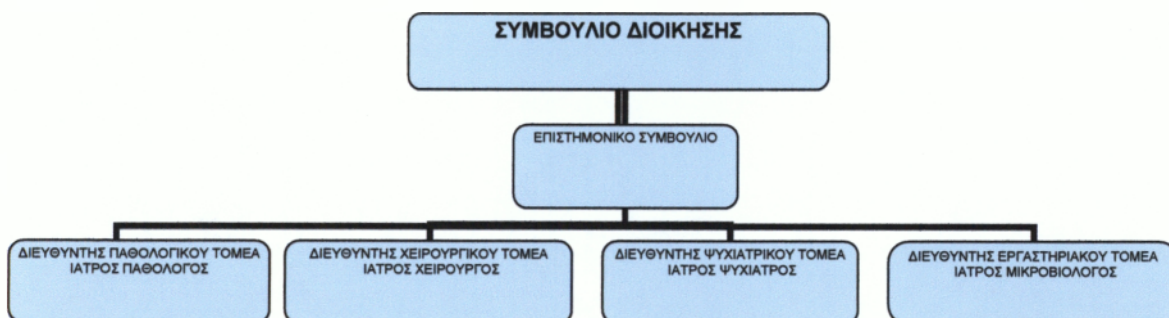 ΣΥΜΒΟΥΛΙΟ ΔΙΟΙΚΗΣΗΣ
ΕΠΙΣΤΗΜΟΝΙΚΟ ΣΥΜΒΟΥΛΙΟ
ΔΙΕΥΘΥΝΤΗΣ ΠΑΘΟΛΟΓΙΚΟΥ ΤΟΜΕΑ
ΙΑΤΡΟΣ ΠΑΘΟΛΟΓΟΣ
ΔΙΕΥΘΥΝΤΗΣ ΧΕΙΡΟΥΡΓΙΚΟΥ ΤΟΜΕΑ
ΙΑΤΡΟΣ ΧΕΙΡΟΥΡΓΟΣ
ΔΙΕΥΘΥΝΤΗΣ ΨΥΧΙΑΤΡΙΚΟΥ ΤΟΜΕΑ
ΙΑΤΡΟΣ ΨΥΧΙΑΤΡΟΣ
ΔΙΕΥΘΥΝΤΗΣ ΕΡΓΑΣΤΗΡΙΑΚΟΥ ΤΟΜΕΑ
ΙΑΤΡΟΣ ΜΙΚΡΟΒΙΟΛΟΓΟΣ